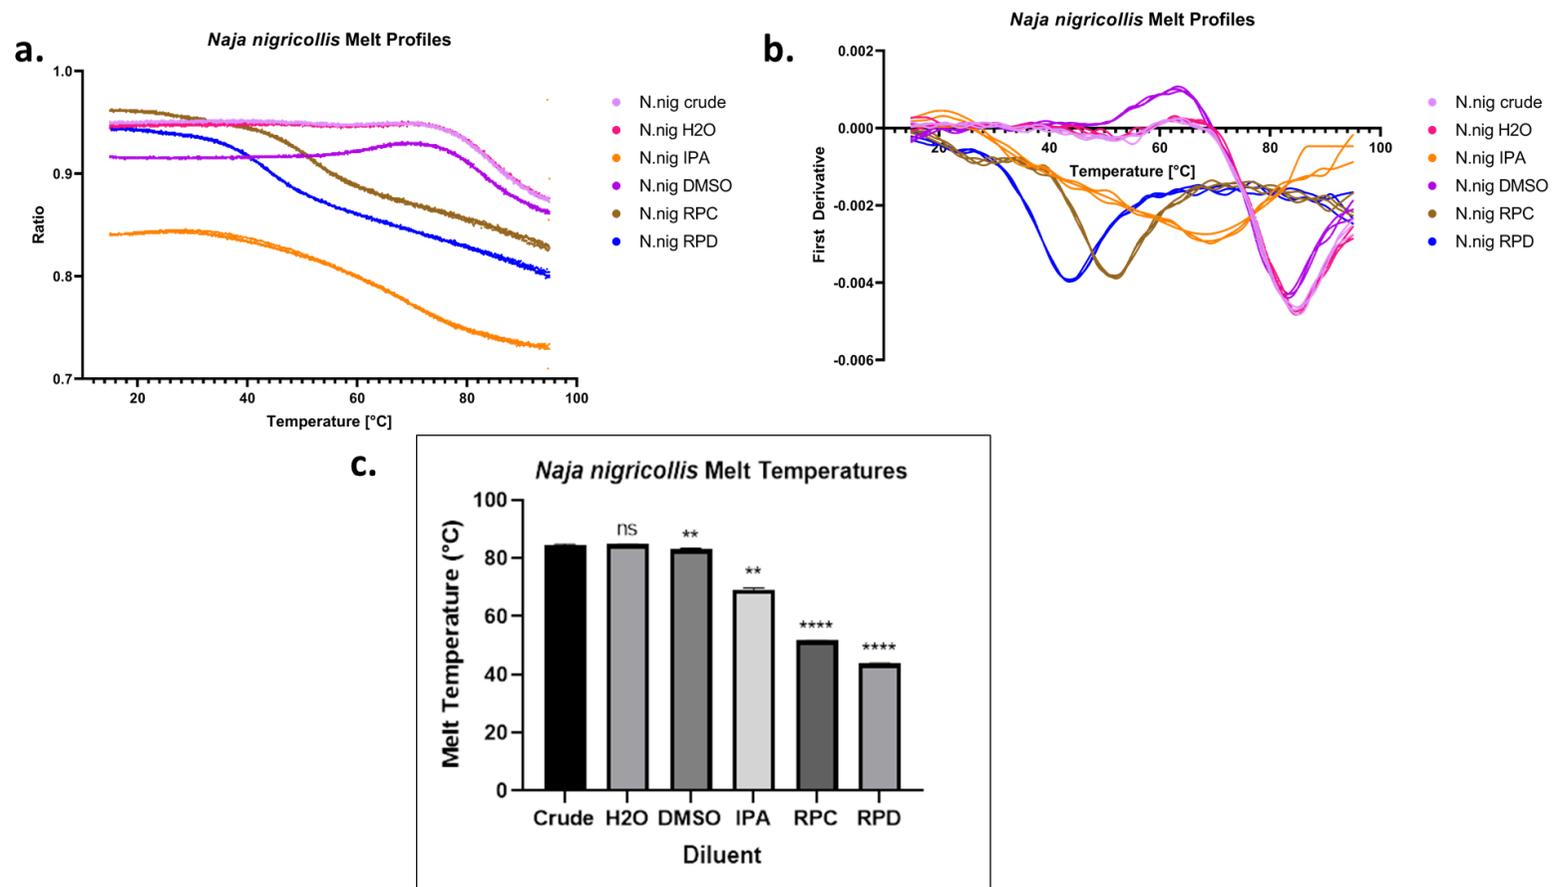 a.
Naja nigricollis Melt Profiles
1.0
0.9
0.8
0.7
Ratio
20 40 60 80 100
Temperature [°C]
N.nig crude
N.nig H2O
N.nig IPA
N.nig DMSO
N.nig RPC
N.nig RPD
b.
Naja nigricollis Melt Profiles
0.002
0.000
-0.002
-0.004
-0.006
First Derivative
20 40 60 80 100
Temperature [°C]
N.nig crude
N.nig H2O
N.nig IPA
N.nig DMSO
N.nig RPC
N.nig RPD
c.
Naja nigricollis Melt Temperatures
100
80
60
40
20
0
Melt Temperature (°C)
ns
**
**
****
****
Crude H2O DMSO IPA RPC RPD
Diluent